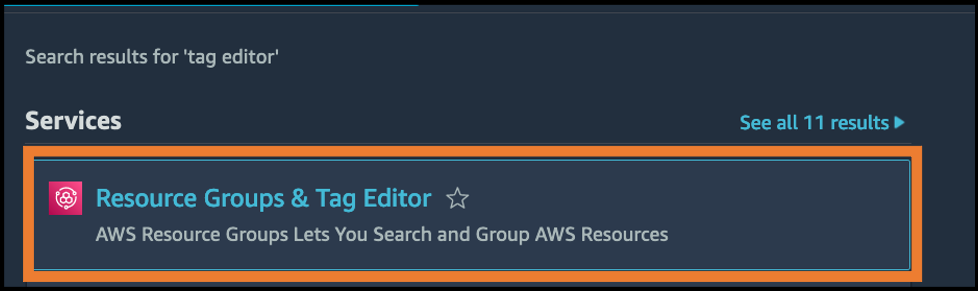 Search results for 'tag editor'
Services
See all 11 results
Resource Groups & Tag Editor
AWS Resource Groups Lets You Search and Group AWS Resources